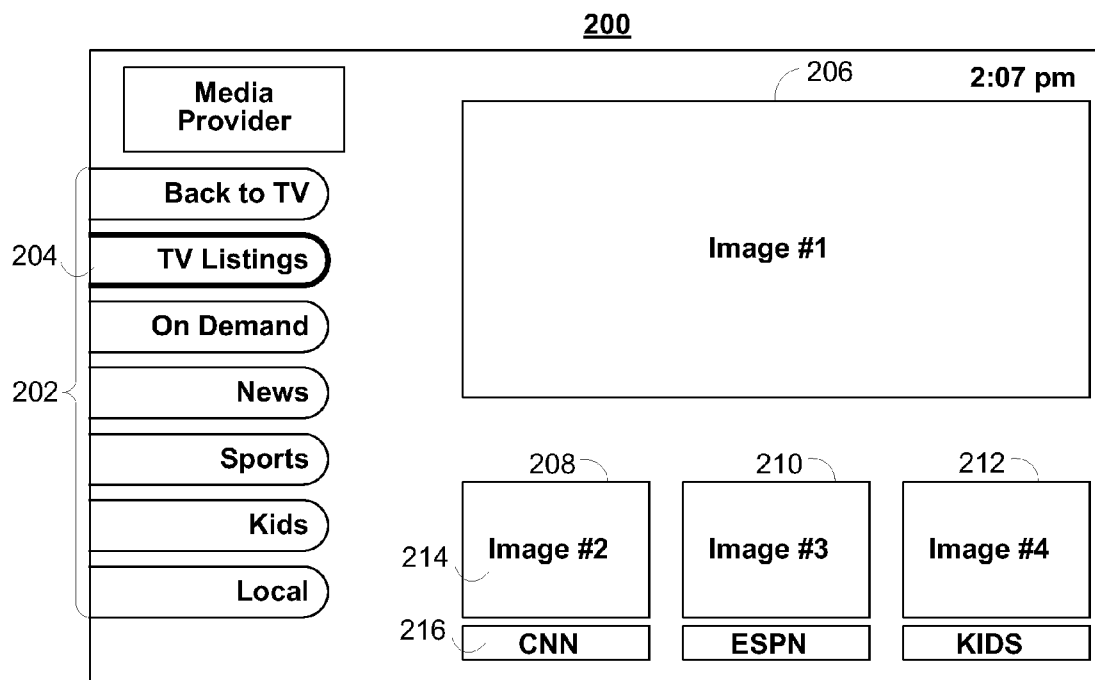 200
206
2:07 pm
Media
Provider
Image #1
Back to TV
204
TV Listings
On Demand
202
News
Sports
Kids
Local
208
210
212
214
Image #2
Image #3
Image #4
216
CNN
ESPN
KIDS